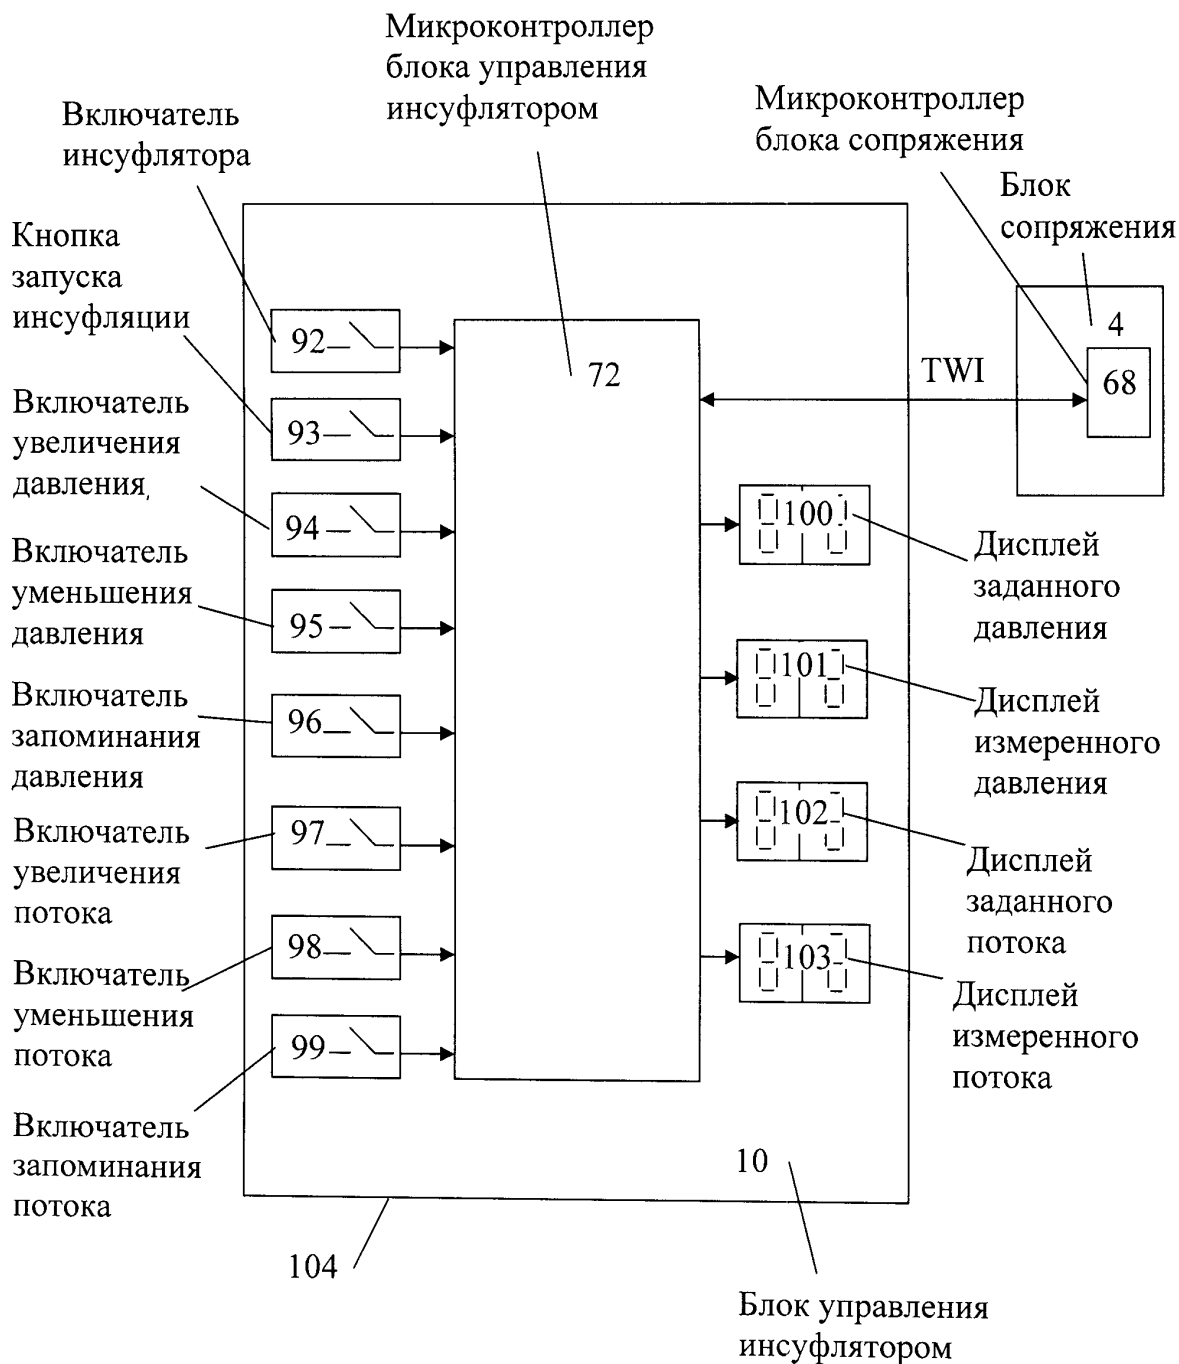 Микроконтроллер
блока управления
инсуфлятором
Микроконтроллер
блока сопряжения
Включатель
инсуфлятора
Блок
сопряжения
Кнопка
запуска
инсуфляции
92
4
72
TWI
68
93
Включатель
увеличения
давления
94
100
Дисплей
заданного
давления
Включатель
уменьшения
давления
95
101
Дисплей
измеренного
давления
Включатель
запоминания
давления
96
102
Дисплей
заданного
потока
Включатель
увеличения
потока
97
103
Дисплей
измеренного
потока
Включатель
уменьшения
потока
98
99
Включатель
запоминания
потока
10
104
Блок управления
инсуфлятором